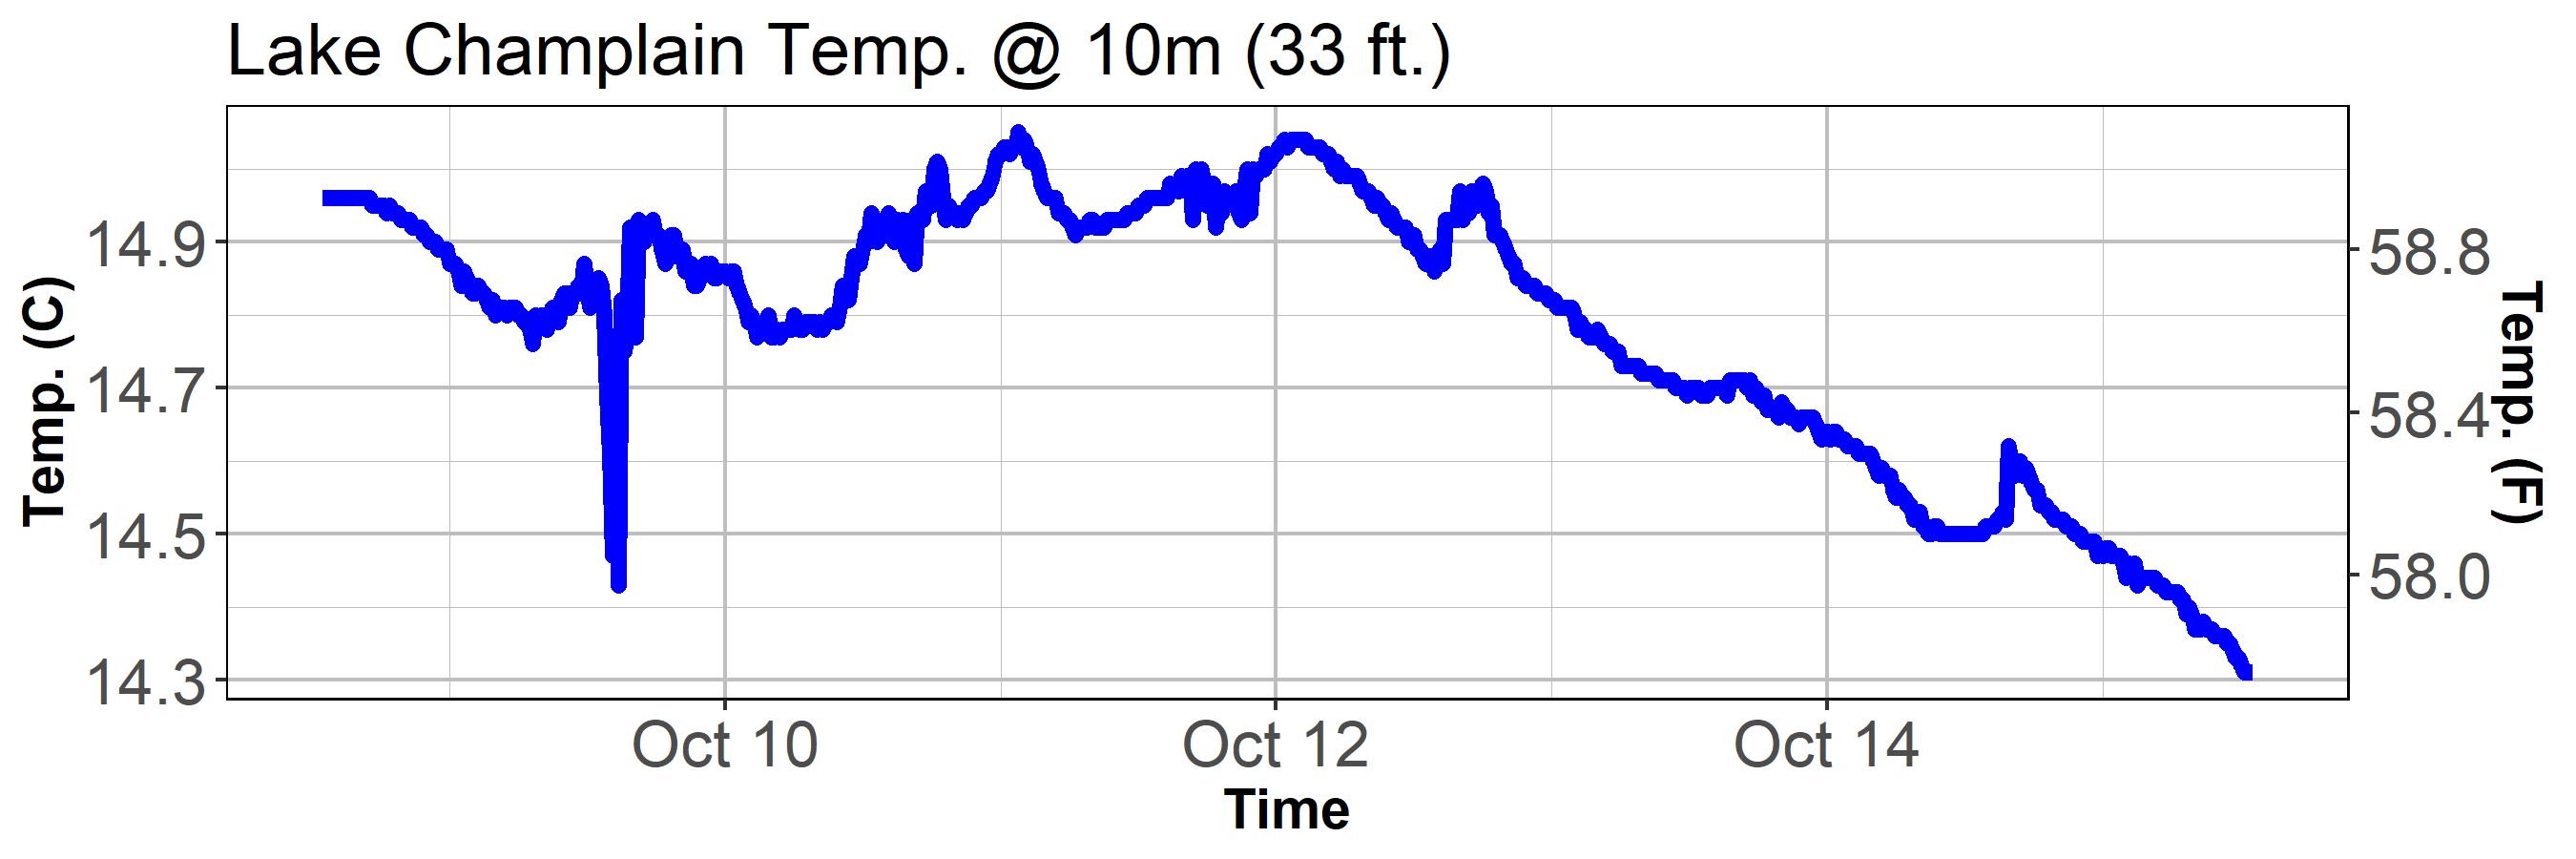 Lake Champlain Temp. @ 10m (33 ft.)
Temp. (C)
14.9
14.7
14.5
14.3
58.8
58.4
58.0
Temp. (F)
Oct 10
Oct 12
Oct 14
Time